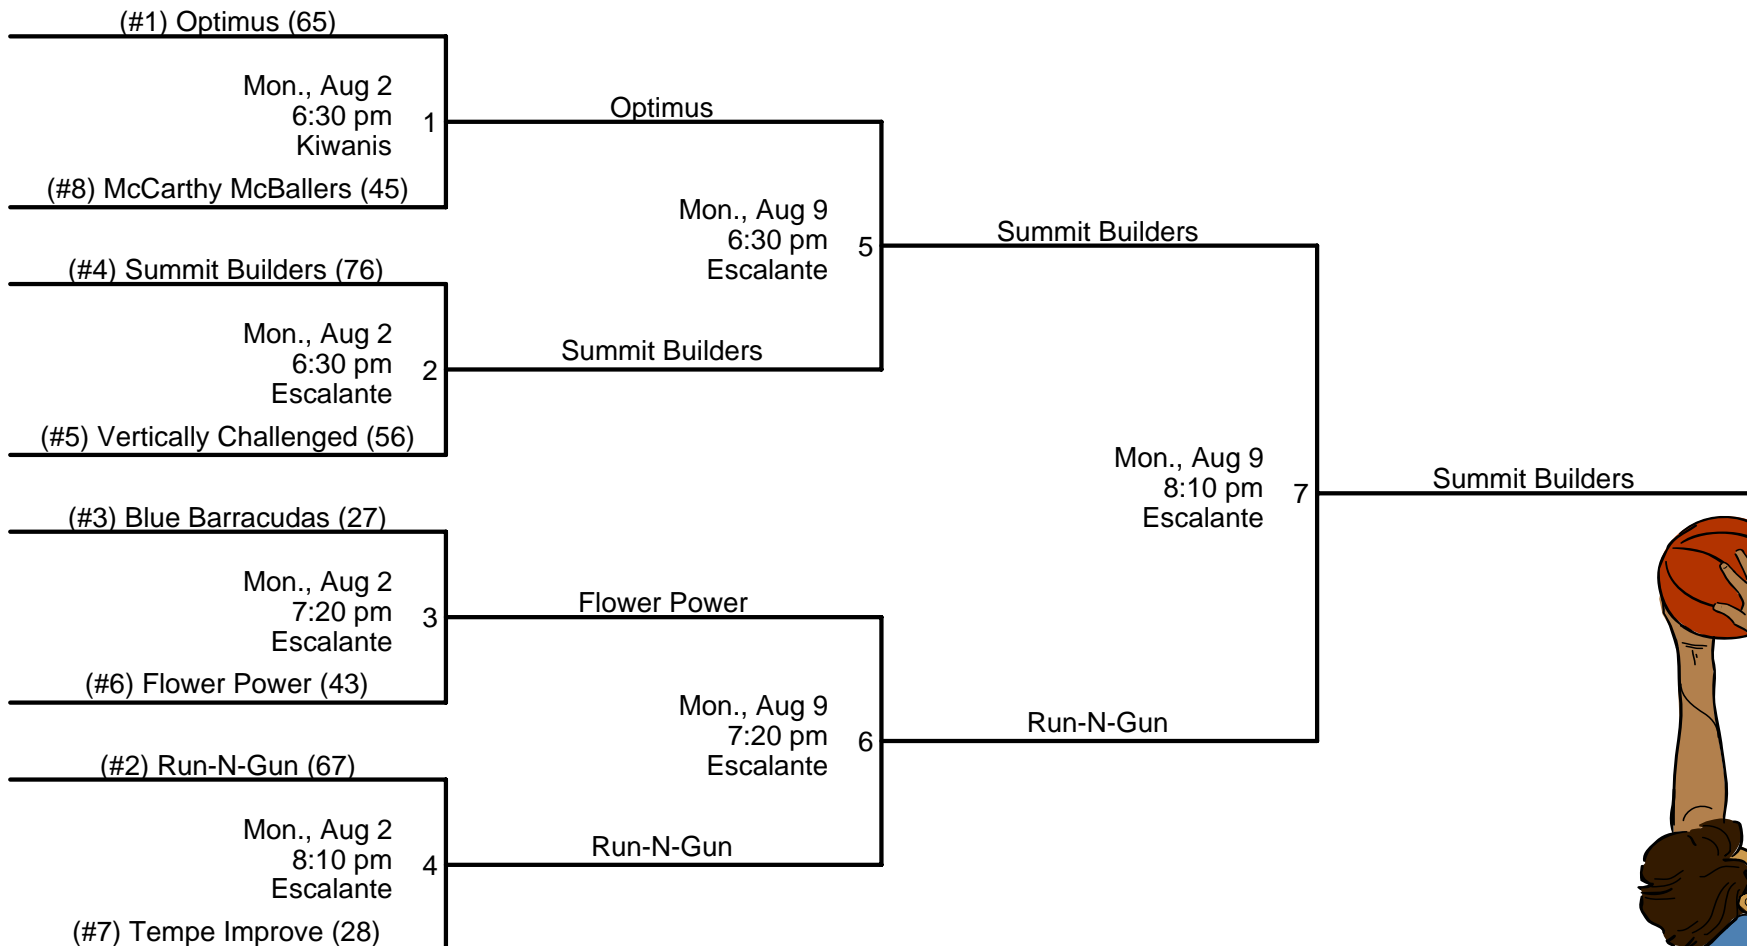 (#1) Optimus (65)
Mon., Aug 2
6:30 pm
Kiwanis
1
(#8) McCarthy McBallers (45)
Optimus
(#4) Summit Builders (76)
Mon., Aug 2
6:30 pm
Escalante
2
(#5) Vertically Challenged (56)
Summit Builders
Mon., Aug 9
6:30 pm
Escalante
5
Summit Builders
(#3) Blue Barracudas (27)
Mon., Aug 2
7:20 pm
Escalante
3
(#6) Flower Power (43)
Flower Power
(#2) Run-N-Gun (67)
Mon., Aug 2
8:10 pm
Escalante
4
(#7) Tempe Improve (28)
Run-N-Gun
Mon., Aug 9
7:20 pm
Escalante
6
Run-N-Gun
Mon., Aug 9
8:10 pm
Escalante
7
Summit Builders